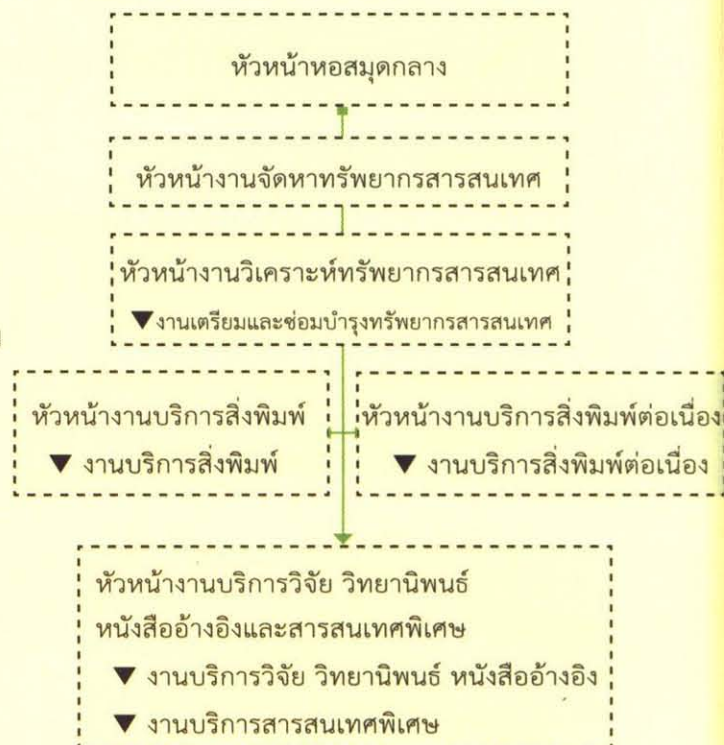 หัวหน้าหอสมุดกลาง
หัวหน้างานจัดหาทรัพยากรสารสนเทศ
หัวหน้างานวิเคราะห์ทรัพยากรสารสนเทศ
▼งานเตรียมและซ่อมบำรุงทรัพยากรสารสนเทศ
หัวหน้างานบริการสิ่งพิมพ์
▼ งานบริการสิ่งพิมพ์
หัวหน้างานบริการสิ่งพิมพ์ต่อเนื่อง
▼ งานบริการสิ่งพิมพ์ต่อเนื่อง
หัวหน้างานบริการวิจัย วิทยานิพนธ์
หนังสืออ้างอิงและสารสนเทศพิเศษ
▼ งานบริการวิจัย วิทยานิพนธ์ หนังสืออ้างอิง
▼ งานบริการสารสนเทศพิเศษ